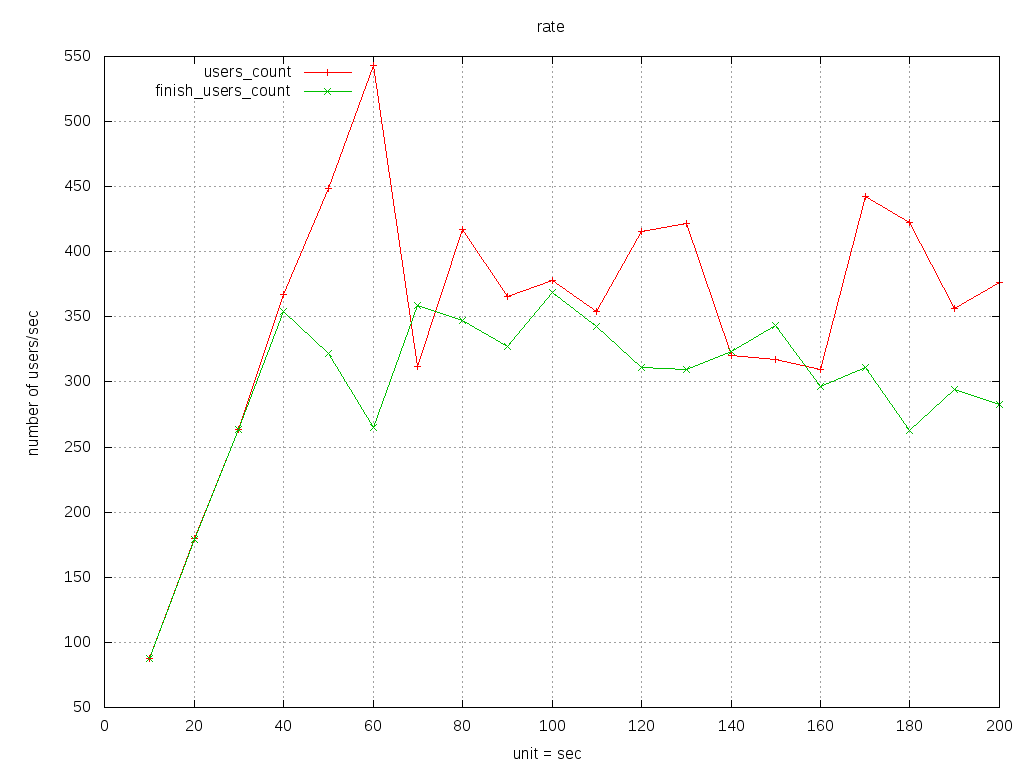 rate
users_count
finish_users_count
550
500
450
400
350
300
250
200
150
100
50
number of users/sec
0 20 40 60 80 100 120 140 160 180 200
unit = sec